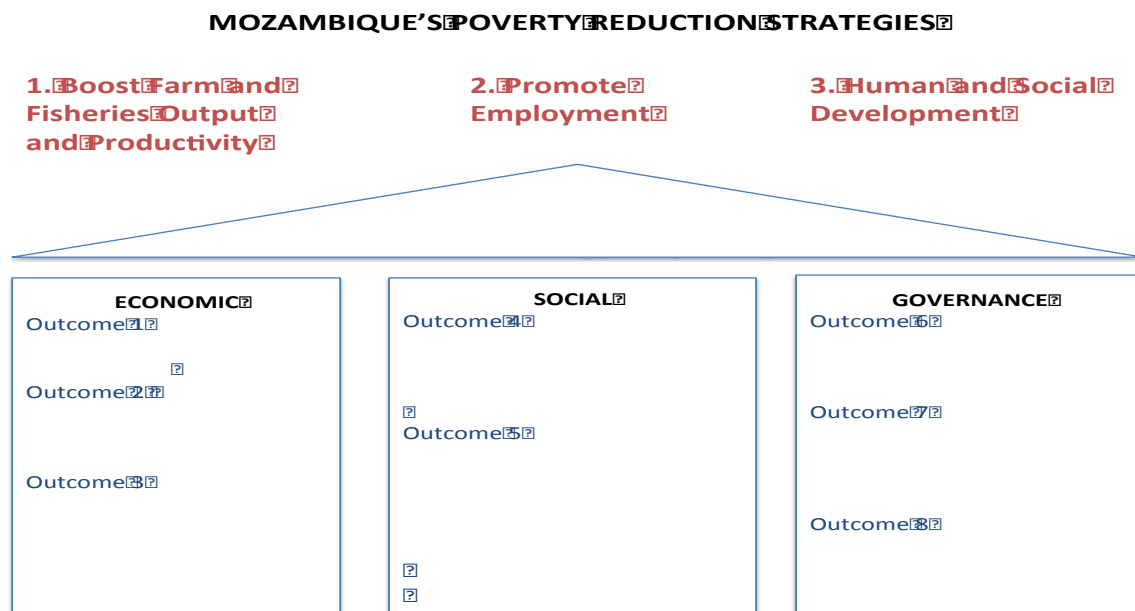 MOZAMBIQUE’S POVERTY REDUCTION STRATEGIES
1. Boost Farm and
Fisheries Output
and Productivity
2. Promote
Employment
3. Human and Social
Development
ECONOMIC
Outcome 1
Outcome 2
Outcome 3
SOCIAL
Outcome 4
Outcome 5
GOVERNANCE
Outcome 6
Outcome 7
Outcome 8